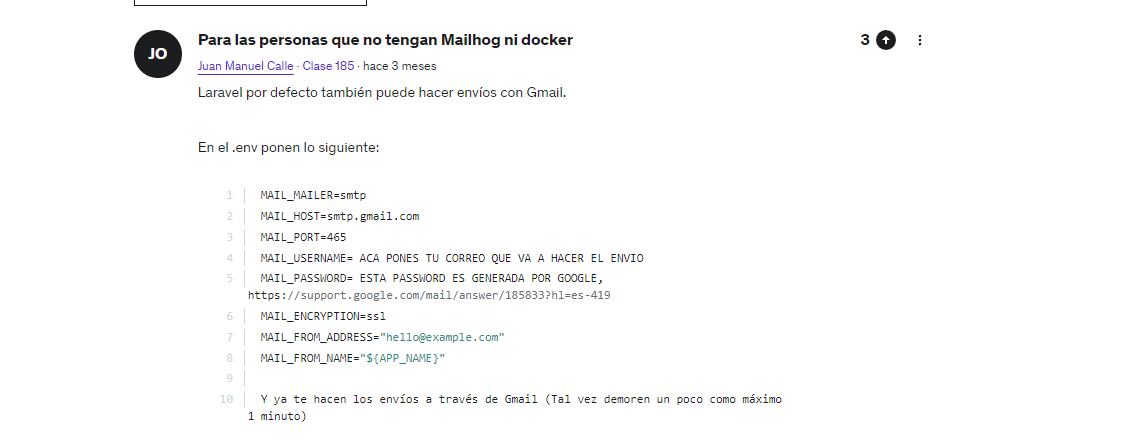 Para las personas que no tengan Mailhog ni docker
3
JO
Juan Manuel Calle · Clase 185 · hace 3 meses
Laravel por defecto también puede hacer envíos con Gmail.
En el .env ponen lo siguiente:
1 MAIL_MAILER=smtp
2 MAIL_HOST=smtp.gmail.com
3 MAIL_PORT=465
4 MAIL_USERNAME= ACA PONES TU CORREO QUE VA A HACER EL ENVIO
5 MAIL_PASSWORD= ESTA PASSWORD ES GENERADA POR GOOGLE,
https://support.google.com/mail/answer/185833?hl=es-419
6 MAIL_ENCRYPTION=ssl
7 MAIL_FROM_ADDRESS="hello@example.com"
8 MAIL_FROM_NAME="${APP_NAME}"
9
10 Y ya te hacen los envíos a través de Gmail (Tal vez demoren un poco como máximo
1 minuto)